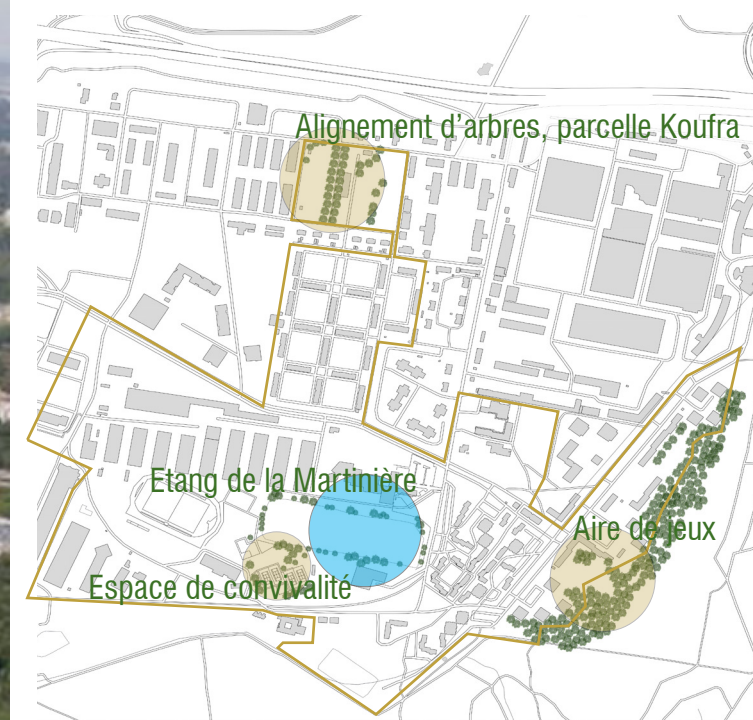 Alignement d’arbres, parcelle Koufra
Etang de la Martinière
Aire de jeux
Espace de convivalité